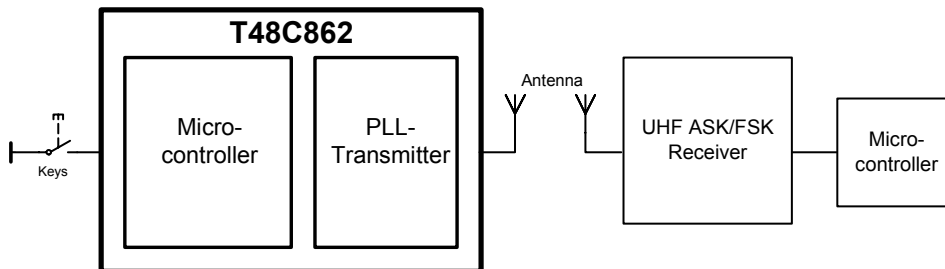 T48C862
Micro-
controller
PLL-
Transmitter
Keys
Antenna
UHF ASK/FSK
Receiver
Micro-
controller